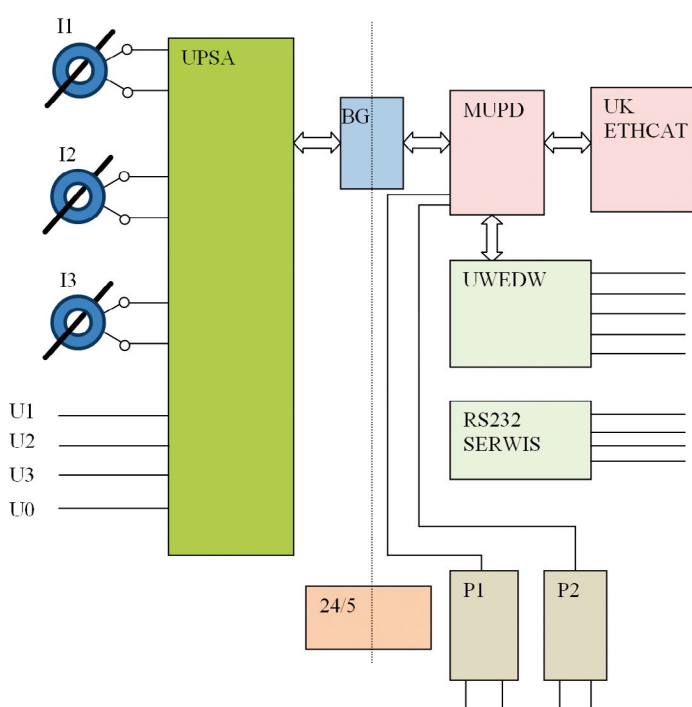 I1
I2
I3
U1
U2
U3
U0
UPSA
BG
MUPD
UK
ETHCAT
UWEDW
RS232
SERWIS
24/5
P1
P2